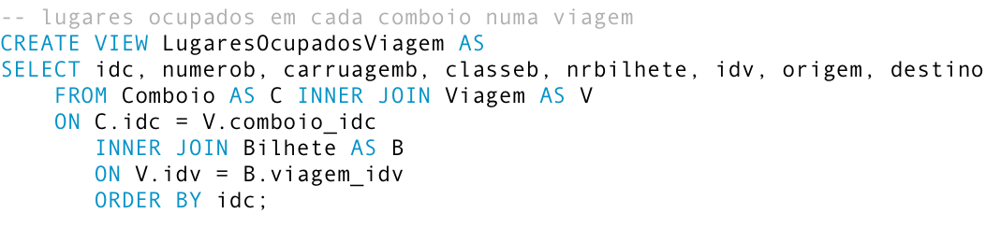 -- lugares ocupados em cada comboio numa viagem
CREATE VIEW LugaresOcupadosViagem AS
SELECT idc, numerob, carruagemb, classeb, nrbilhete, idv, origem, destino
    FROM Comboio AS C INNER JOIN Viagem AS V
    ON C.idc = V.comboio_idc
       INNER JOIN Bilhete AS B
       ON V.idv = B.viagem_idv
       ORDER BY idc;